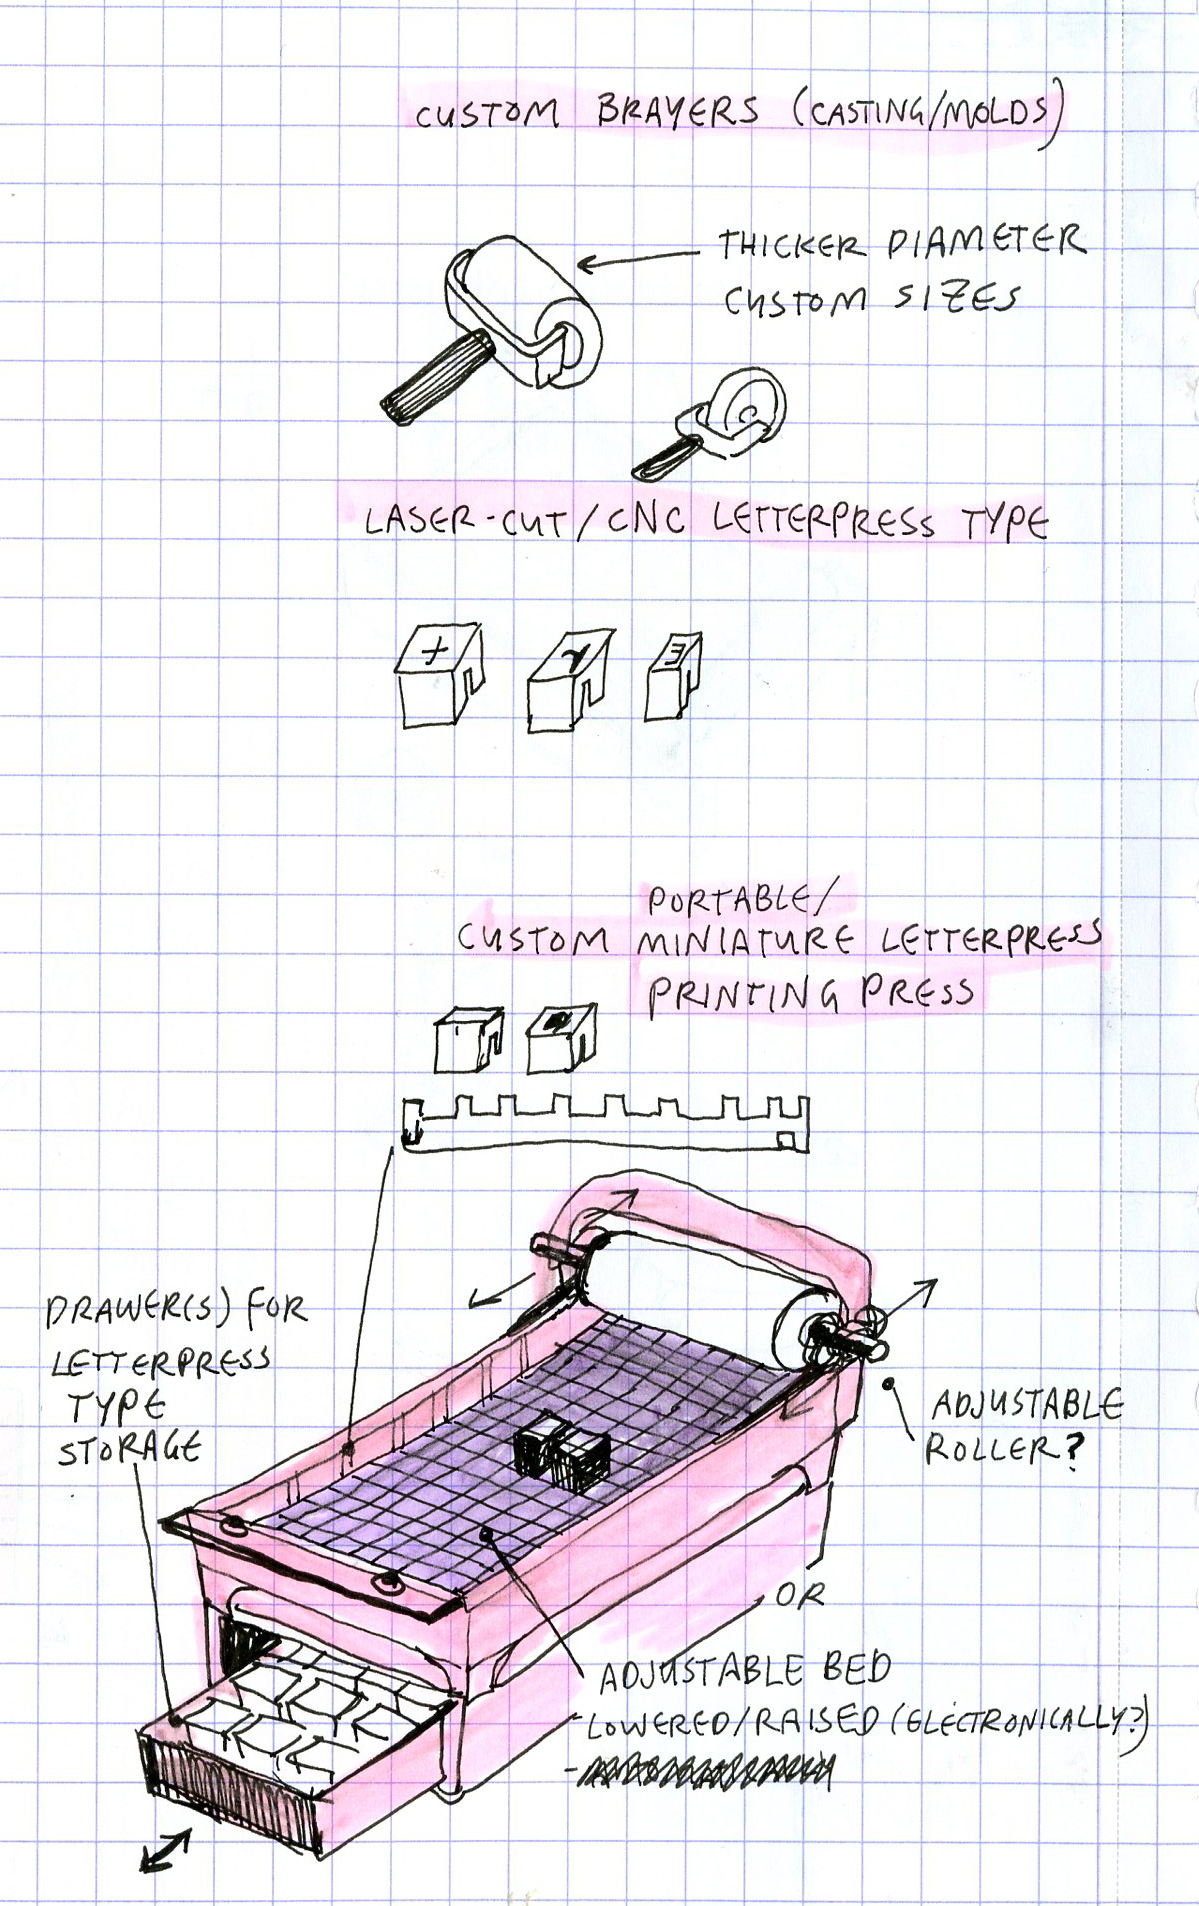 CUSTOM BRAYERS (CASTING/MOLDS)
THICKER DIAMETER
CUSTOM SIZES
LASER-CUT/CNC LETTERPRESS TYPE
PORTABLE/
CUSTOM MINIATURE LETTERPRESS
PRINTING PRESS
DRAWER(S) FOR
LETTERPRESS
TYPE
STORAGE
ADJUSTABLE
ROLLER?
OR
ADJUSTABLE BED
-LOWERED/RAISED (ELECTRONICALLY?)